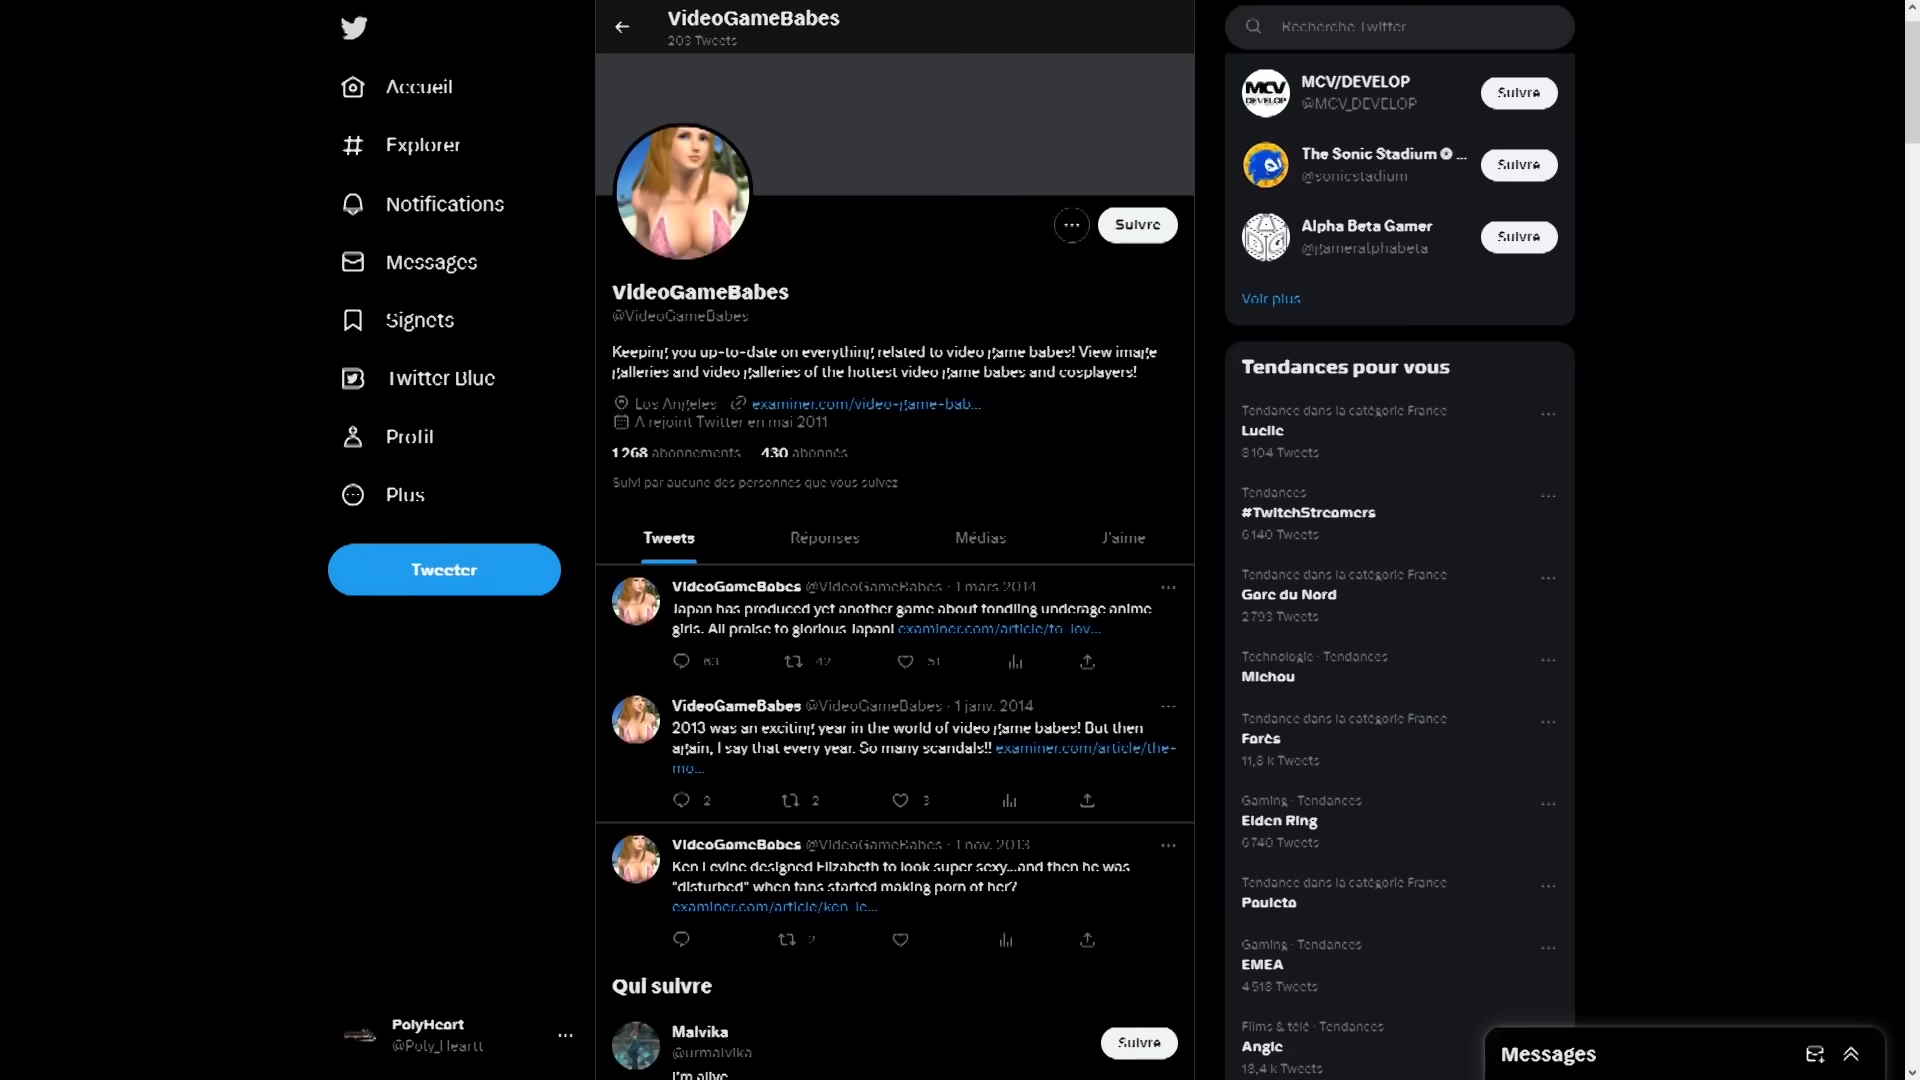 Accueil
Explorer
Notifications
Messages
Signets
Twitter Blue
Profil
Plus
Tweeter
PolyHeart
@Poly_Heartt
VideoGameBabes
203 Tweets
Suivre
VideoGameBabes
@VideoGameBabes
Keeping you up-to-date on everything related to video game babes! View image
galleries and video galleries of the hottest video game babes and cosplayers!
Los Angeles examiner.com/video-game-bab...
A rejoint Twitter en mai 2011
1 268 abonnements 430 abonnés
Suivi par aucune des personnes que vous suivez
Tweets Réponses Médias J'aime
VideoGameBabes @VideoGameBabes · 1 mars 2014
Japan has produced yet another game about fondling underage anime
girls. All praise to glorious Japan! examiner.com/article/to-lov...
63 42 51
VideoGameBabes @VideoGameBabes · 1 janv. 2014
2013 was an exciting year in the world of video game babes! But then
again, I say that every year. So many scandals!! examiner.com/article/the-
mo...
2 2 3
VideoGameBabes @VideoGameBabes · 1 nov. 2013
Ken Levine designed Elizabeth to look super sexy...and then he was
"disturbed" when fans started making porn of her?
examiner.com/article/ken-le...
2
Qui suivre
Malvika
@urmalvika
Suivre
I'm alive
Recherche Twitter
MCV DEVELOP
MCV/DEVELOP
@MCV_DEVELOP
Suivre
The Sonic Stadium ...
@sonicstadium
Suivre
Alpha Beta Gamer
@gameralphabeta
Suivre
Voir plus
Tendances pour vous
Tendance dans la catégorie France
Lucile
3 104 Tweets
Tendances
#TwitchStreamers
6 140 Tweets
Tendance dans la catégorie France
Gare du Nord
2 793 Tweets
Technologie · Tendances
Michou
Tendance dans la catégorie France
Forès
11,8 k Tweets
Gaming · Tendances
Elden Ring
6 740 Tweets
Tendance dans la catégorie France
Pouleto
Gaming · Tendances
EMEA
4 518 Tweets
Films & télé · Tendances
Angie
18,4 k Tweets
Messages